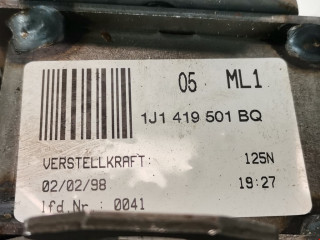 05 ML1
1J1 419 501 BQ
VERSTELLKRAFT: 125N
02/02/98 19:27
lfd.Nr.: 0041